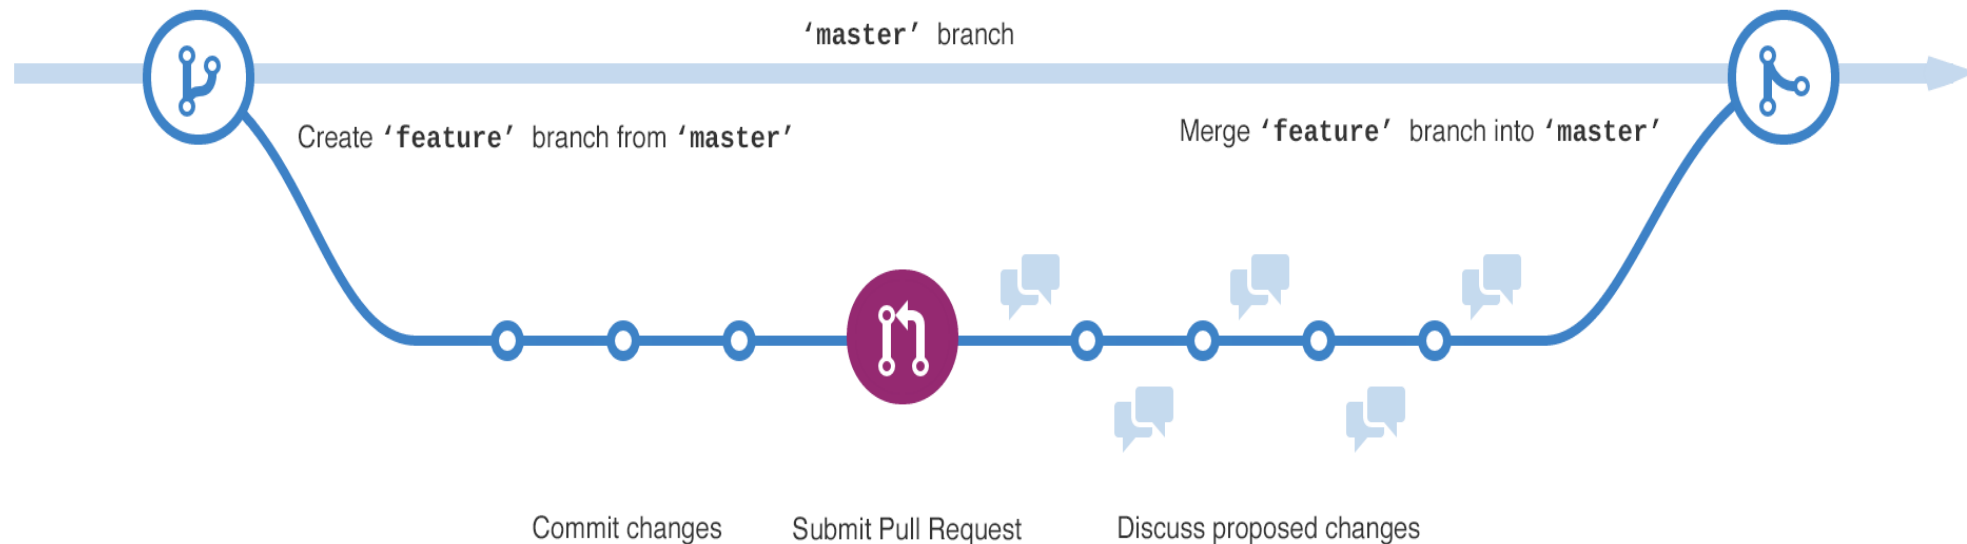 ‘master’ branch
Create ‘feature’ branch from ‘master’
Merge ‘feature’ branch into ‘master’
Commit changes
Submit Pull Request
Discuss proposed changes